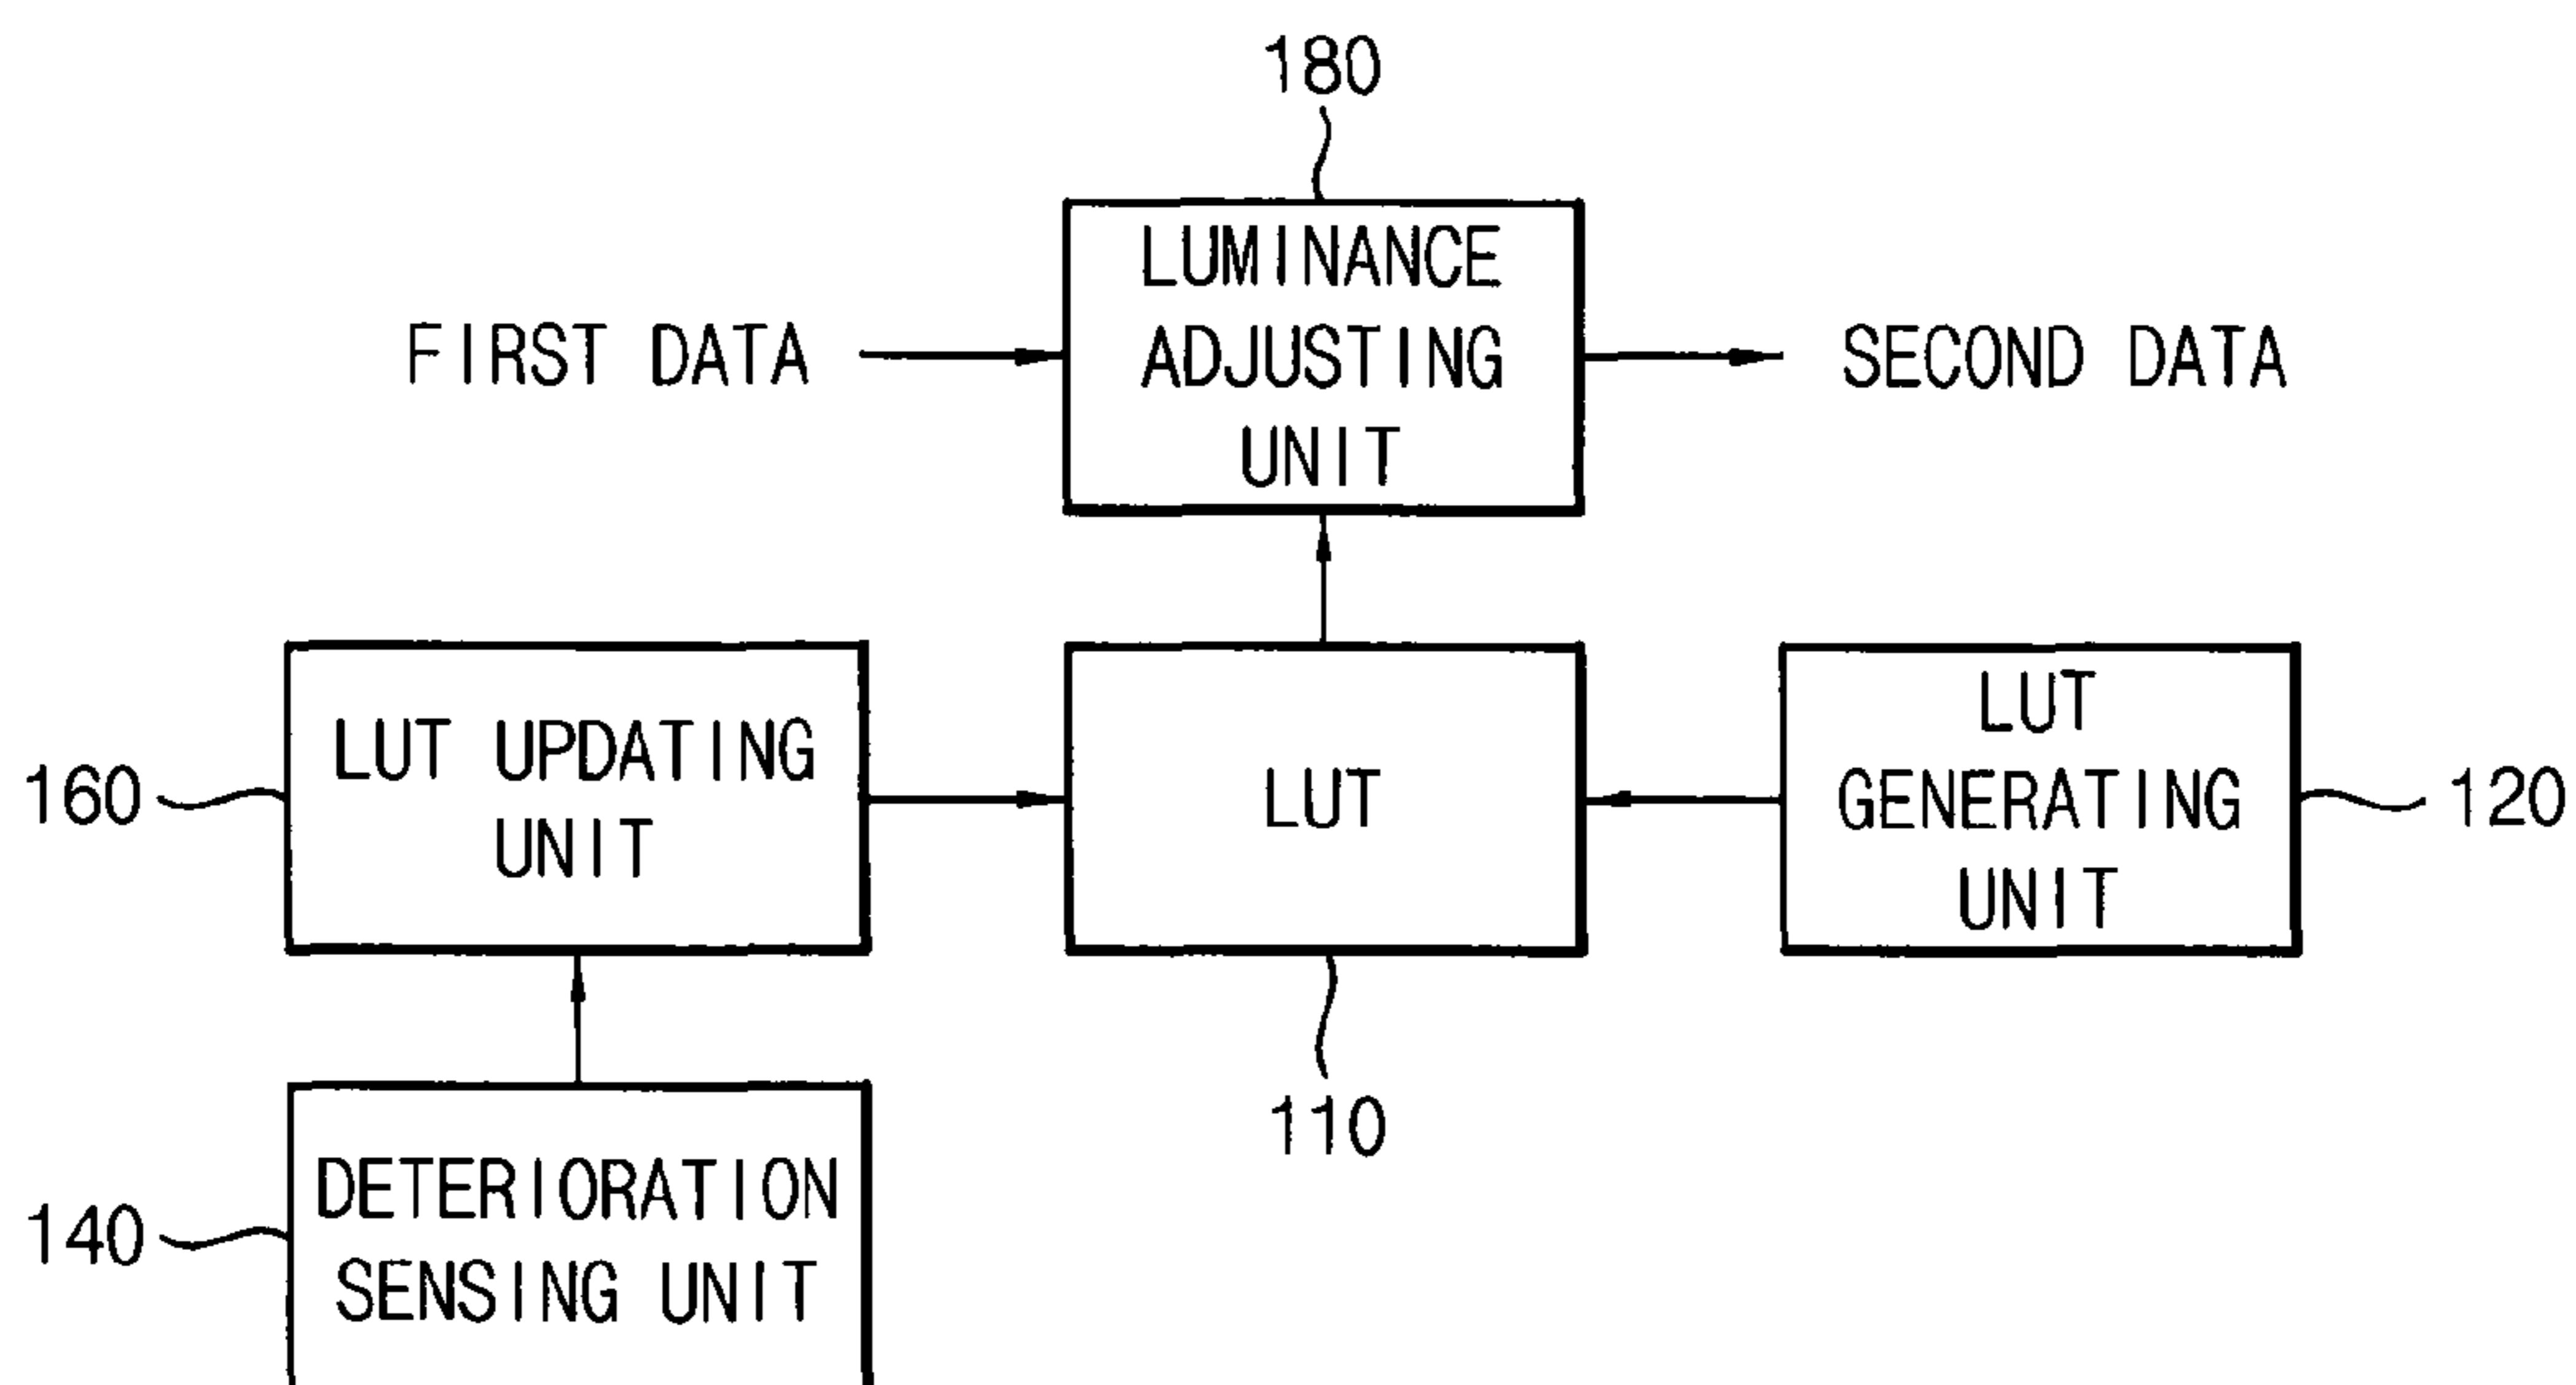 180
LUMINANCE
ADJUSTING
UNIT
FIRST DATA
SECOND DATA
160
LUT UPDATING
UNIT
LUT
LUT
GENERATING
UNIT
120
110
140
DETERIORATION
SENSING UNIT